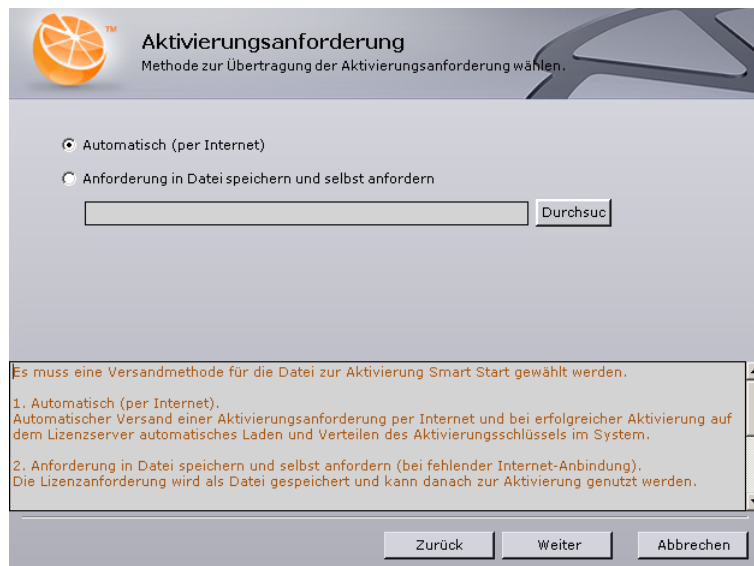 TM
Aktivierungsanforderung
Methode zur Übertragung der Aktivierungsanforderung wählen.
Automatisch (per Internet)
Anforderung in Datei speichern und selbst anfordern
Durchsuc
Es muss eine Versandmethode für die Datei zur Aktivierung Smart Start gewählt werden.
1. Automatisch (per Internet).
Automatischer Versand einer Aktivierungsanforderung per Internet und bei erfolgreicher Aktivierung auf
dem Lizenzserver automatisches Laden und Verteilen des Aktivierungsschlüssels im System.
2. Anforderung in Datei speichern und selbst anfordern (bei fehlender Internet-Anbindung).
Die Lizenzanforderung wird als Datei gespeichert und kann danach zur Aktivierung genutzt werden.
Zurück
Weiter
Abbrechen